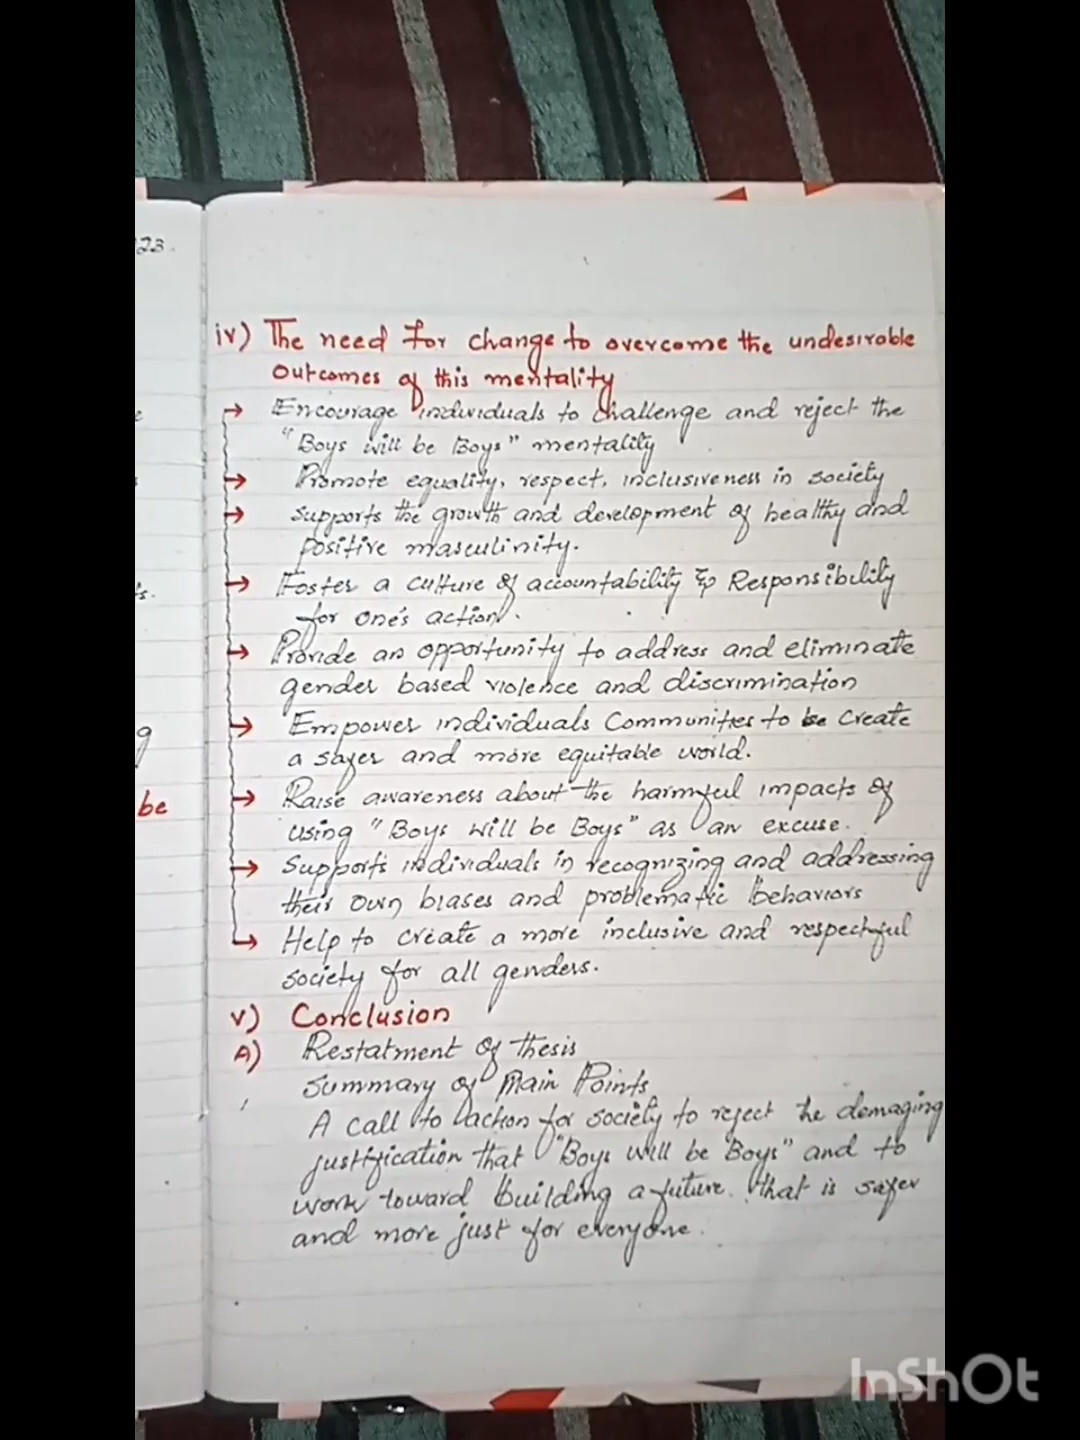 23.
iv) The need for change to overcome the undesirable
outcomes of this mentality
→ Encourage individuals to challenge and reject the
"Boys will be Boys" mentality
→ Promote equality, respect, inclusiveness in society
→ supports the growth and development of healthy and
positive masculinity.
→ Foster a culture of accountability & Responsibility
for one's action.
→ Provide an opportunity to address and eliminate
gender based violence and discrimination
→ Empower individuals Communities to be create
a safer and more equitable world.
→ Raise awareness about the harmful impacts of
be
using "Boys will be Boys" as an excuse.
→ Supports individuals in recognizing and addressing
their own biases and problematic behaviors
→ Help to create a more inclusive and respectful
society for all genders.
v) Conclusion
A) Restatment of thesis
Summary of Main Points
A call to action for society to reject the demaging
justification that "Boys will be Boys" and to
work toward building a future. that is safer
and more just for everyone.
InShOt